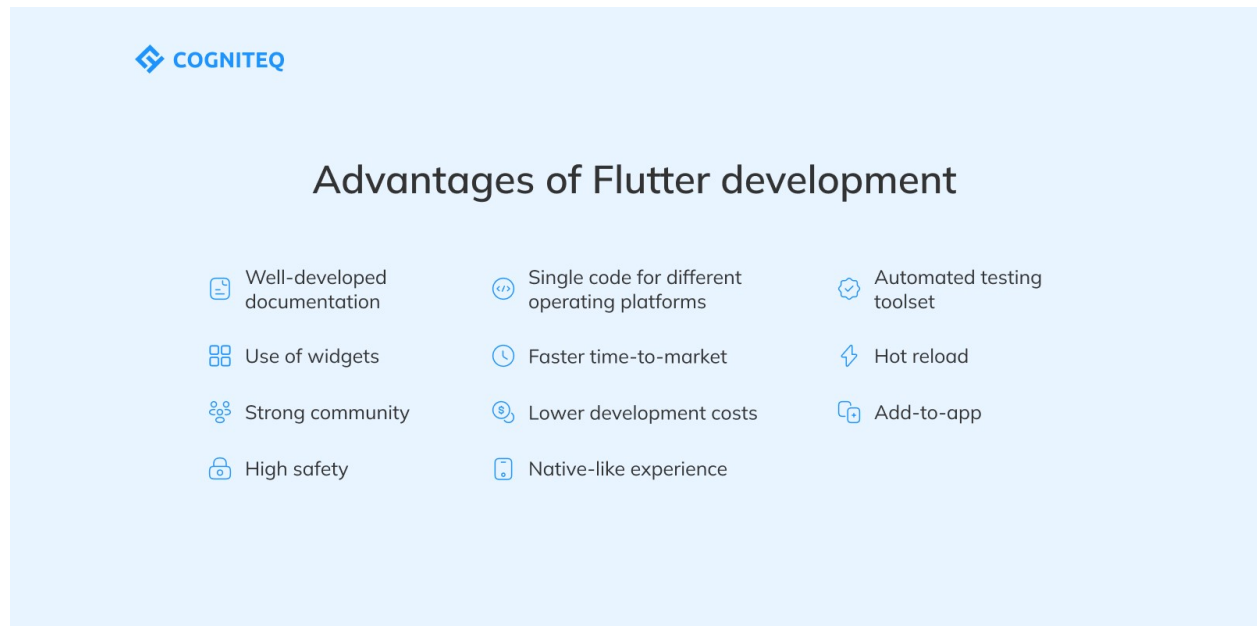 COGNITEQ
Advantages of Flutter development
Well-developed
documentation
Use of widgets
Strong community
High safety
Single code for different
operating platforms
Faster time-to-market
Lower development costs
Native-like experience
Automated testing
toolset
Hot reload
Add-to-app